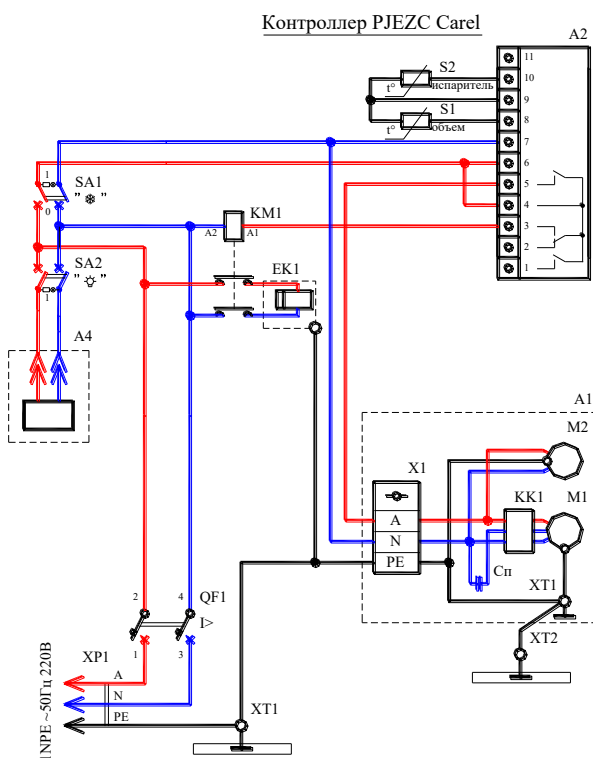 Контроллер PJEZC Carel
A2
11
S2
t° испаритель
10
9
S1
t° объем
8
7
6
5
4
3
2
1
1
SA1
" ❄ "
0
KM1
A2
A1
SA2
" "
1
EK1
A4
A1
M2
X1
KK1
M1
A
N
PE
Сп
XT1
XT2
2
4
QF1
I>
1
3
XP1
A
N
PE
1NPE ~50Гц 220В
XT1